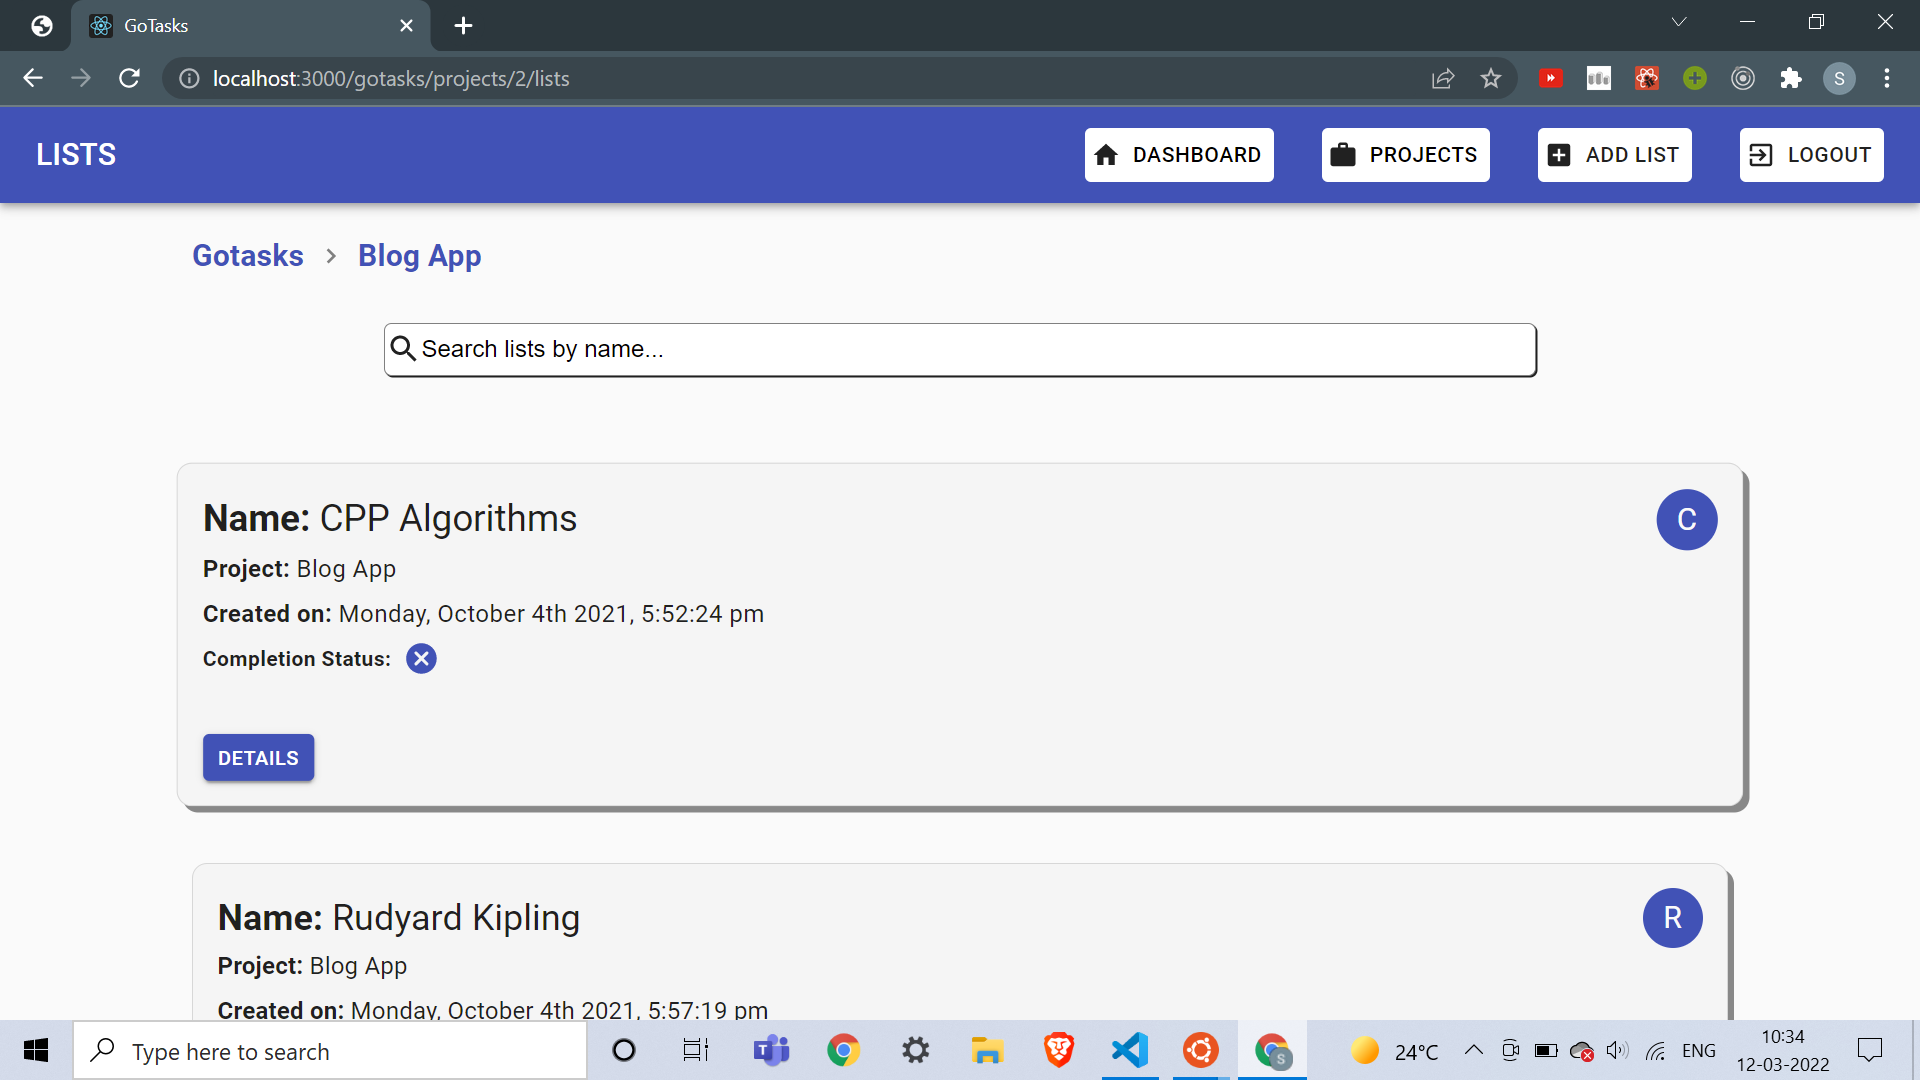 GoTasks
localhost:3000/gotasks/projects/2/lists
S
LISTS
DASHBOARD
PROJECTS
ADD LIST
LOGOUT
Gotasks
Blog App
Search lists by name...
Name: CPP Algorithms
C
Project: Blog App
Created on: Monday, October 4th 2021, 5:52:24 pm
Completion Status:
DETAILS
Name: Rudyard Kipling
R
Project: Blog App
Created on: Monday, October 4th 2021, 5:57:19 pm
Type here to search
T
S
24°C
ENG
10:34
12-03-2022